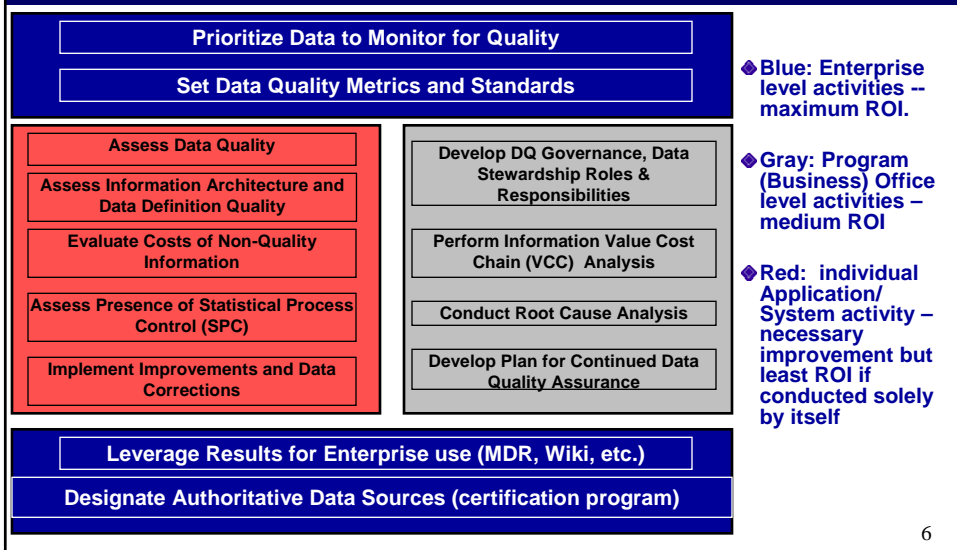 Prioritize Data to Monitor for Quality
Set Data Quality Metrics and Standards
Assess Data Quality
Assess Information Architecture and
Data Definition Quality
Evaluate Costs of Non-Quality
Information
Assess Presence of Statistical Process
Control (SPC)
Implement Improvements and Data
Corrections
Develop DQ Governance, Data
Stewardship Roles &
Responsibilities
Perform Information Value Cost
Chain (VCC) Analysis
Conduct Root Cause Analysis
Develop Plan for Continued Data
Quality Assurance
Leverage Results for Enterprise use (MDR, Wiki, etc.)
Designate Authoritative Data Sources (certification program)
Blue: Enterprise
level activities --
maximum ROI.
Gray: Program
(Business) Office
level activities –
medium ROI
Red: individual
Application/
System activity –
necessary
improvement but
least ROI if
conducted solely
by itself
6